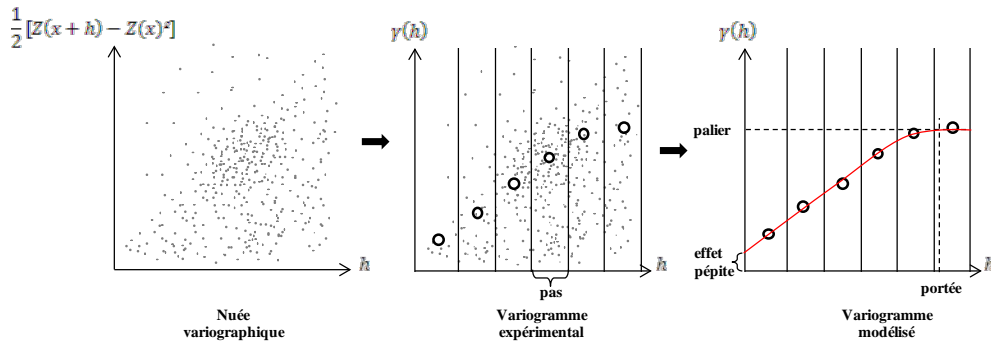 1/2 [Z(x + h) − Z(x)²]
h
Nuée
variographique
γ(h)
h
pas
Variogramme
expérimental
γ(h)
palier
effet
pépite
h
portée
Variogramme
modélisé